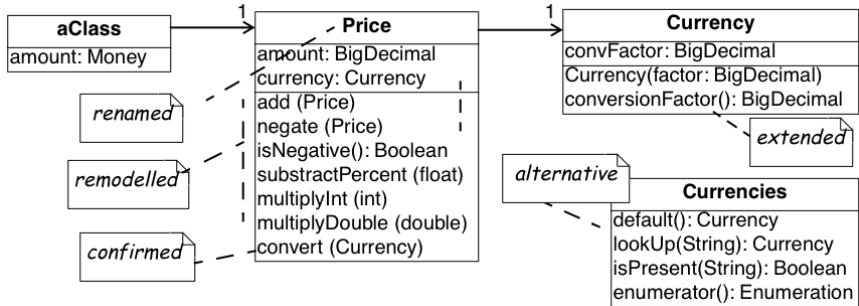 aClass
amount: Money
1
Price
amount: BigDecimal
currency: Currency
add (Price)
negate (Price)
isNegative(): Boolean
substractPercent (float)
multiplyInt (int)
multiplyDouble (double)
convert (Currency)
renamed
remodelled
confirmed
1
Currency
convFactor: BigDecimal
Currency(factor: BigDecimal)
conversionFactor(): BigDecimal
extended
alternative
Currencies
default(): Currency
lookUp(String): Currency
isPresent(String): Boolean
enumerator(): Enumeration